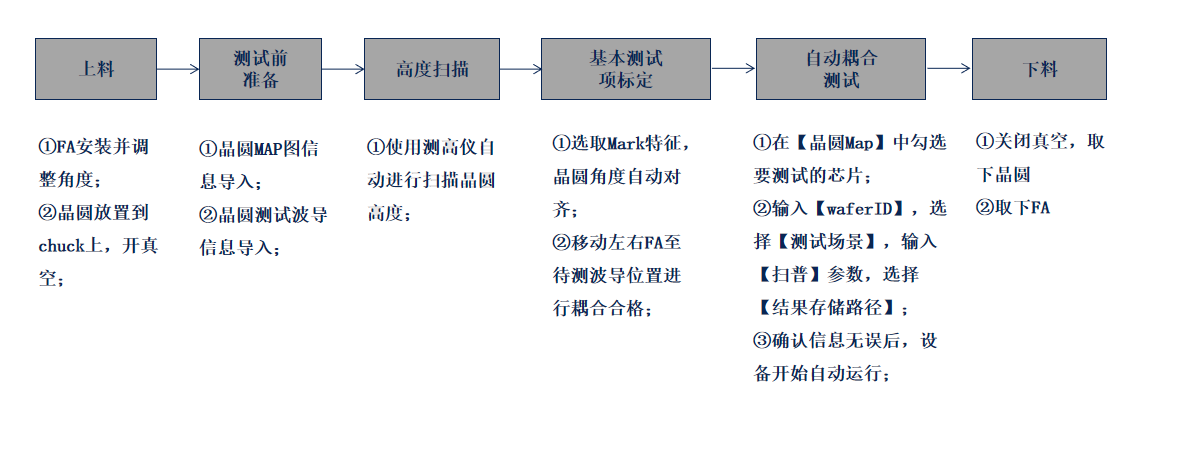 上料
测试前
准备
高度扫描
基本测试
项标定
自动耦合
测试
下料
①FA安装并调
整角度；
②晶圆放置到
chuck上，开真
空；
①晶圆MAP图信
息导入；
②晶圆测试波导
信息导入；
①使用测高仪自
动进行扫描晶圆
高度；
①选取Mark特征，
晶圆角度自动对
齐；
②移动左右FA至
待测波导位置进
行耦合合格；
①在【晶圆Map】中勾选
要测试的芯片；
②输入【waferID】，选
择【测试场景】，输入
【扫普】参数，选择
【结果存储路径】；
③确认信息无误后，设
备开始自动运行；
①关闭真空，取
下晶圆
②取下FA